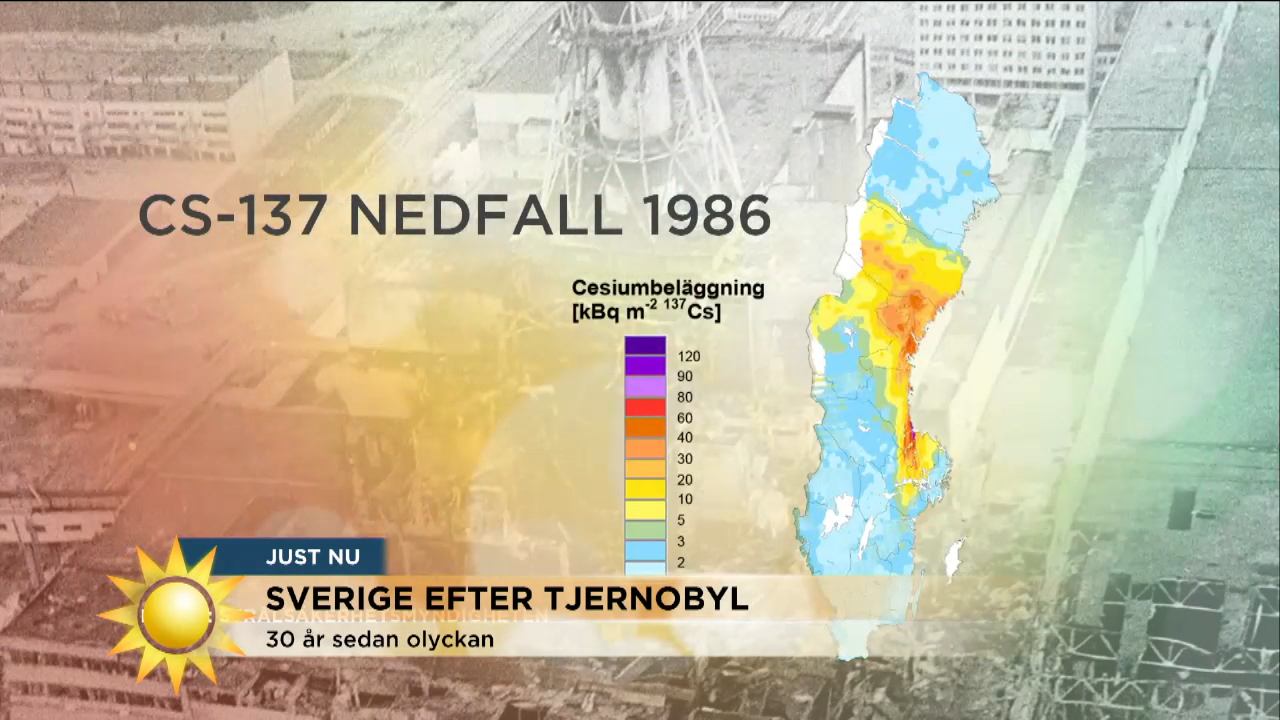 CS-137 NEDFALL 1986
Cesiumbeläggning
[kBq m-2 137Cs]
120
90
80
60
40
30
20
10
5
3
2
JUST NU
SVERIGE EFTER TJERNOBYL
30 år sedan olyckan